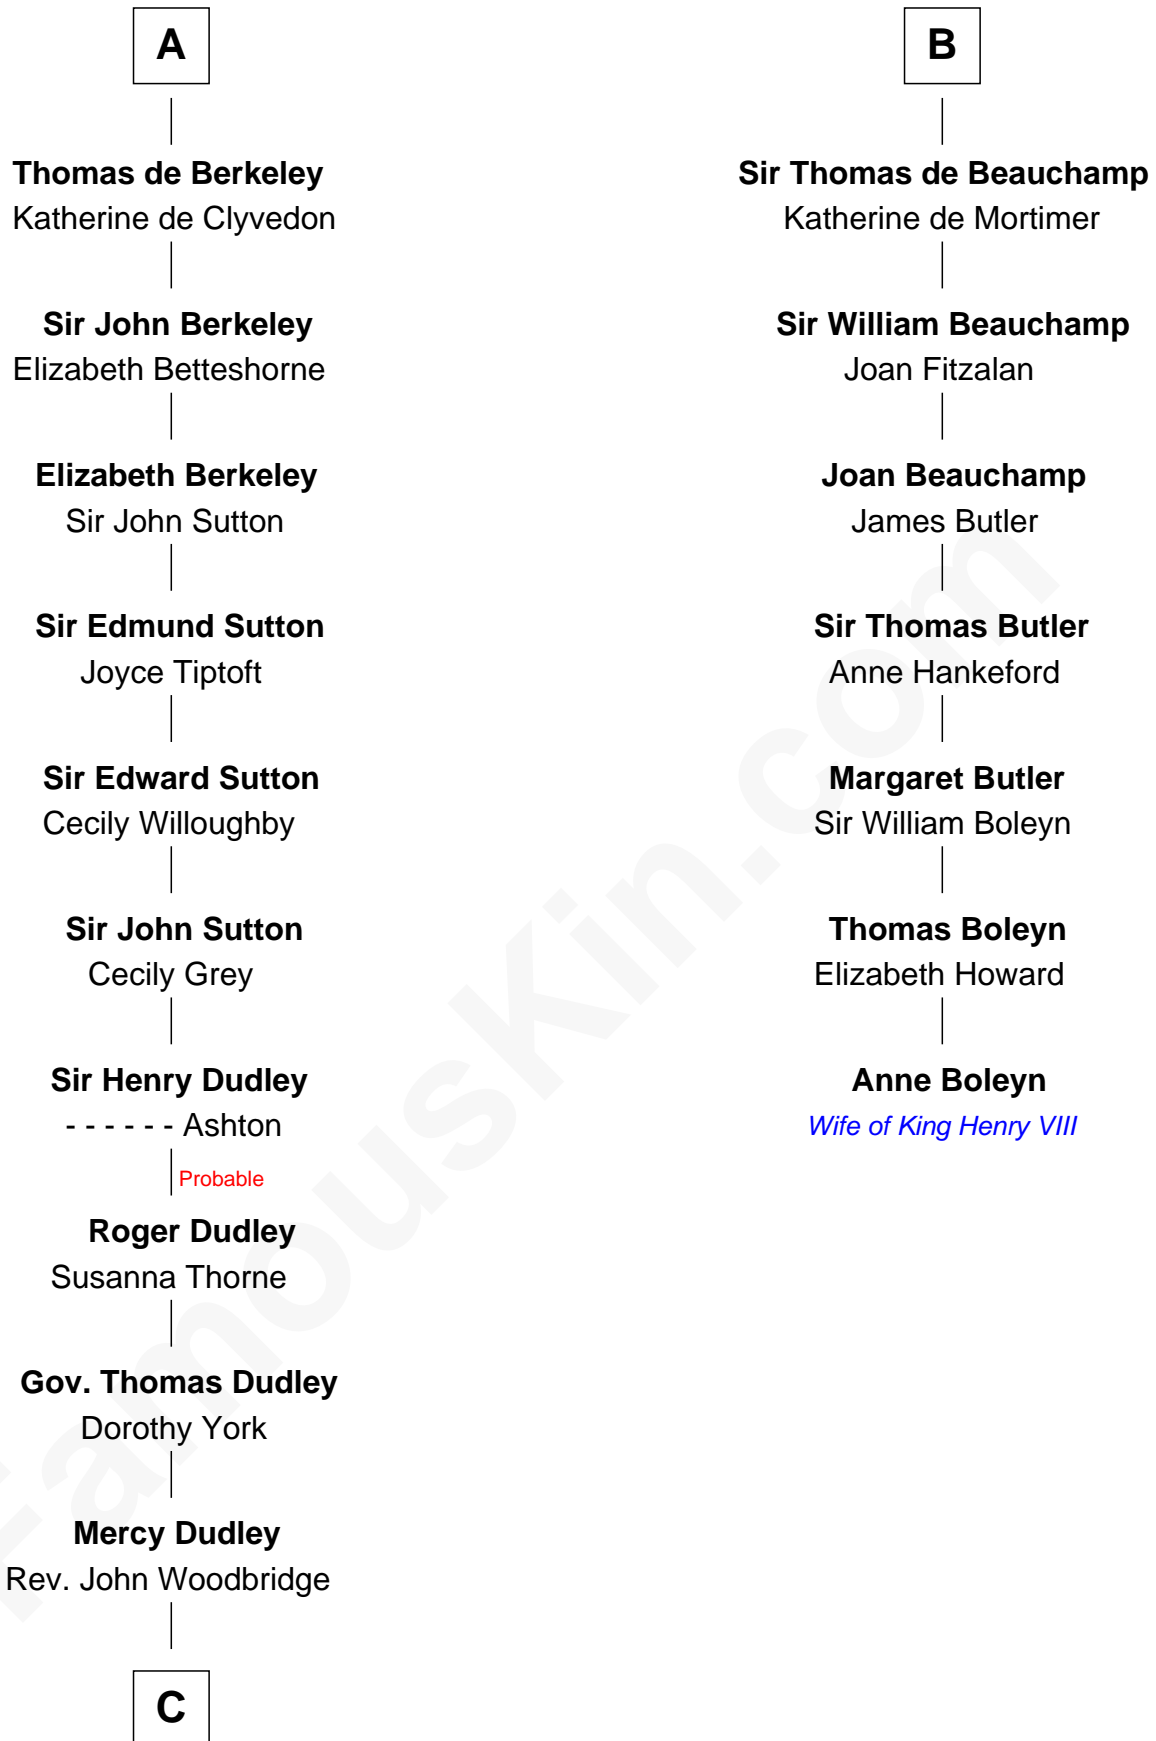 A
Thomas de Berkeley
Katherine de Clyvedon
Sir John Berkeley
Elizabeth Betteshorne
Elizabeth Berkeley
Sir John Sutton
Sir Edmund Sutton
Joyce Tiptoft
Sir Edward Sutton
Cecily Willoughby
Sir John Sutton
Cecily Grey
Sir Henry Dudley
- - - - - - Ashton
Probable
Roger Dudley
Susanna Thorne
Gov. Thomas Dudley
Dorothy York
Mercy Dudley
Rev. John Woodbridge
C
B
Sir Thomas de Beauchamp
Katherine de Mortimer
Sir William Beauchamp
Joan Fitzalan
Joan Beauchamp
James Butler
Sir Thomas Butler
Anne Hankeford
Margaret Butler
Sir William Boleyn
Thomas Boleyn
Elizabeth Howard
Anne Boleyn
Wife of King Henry VIII
FamousKin.com